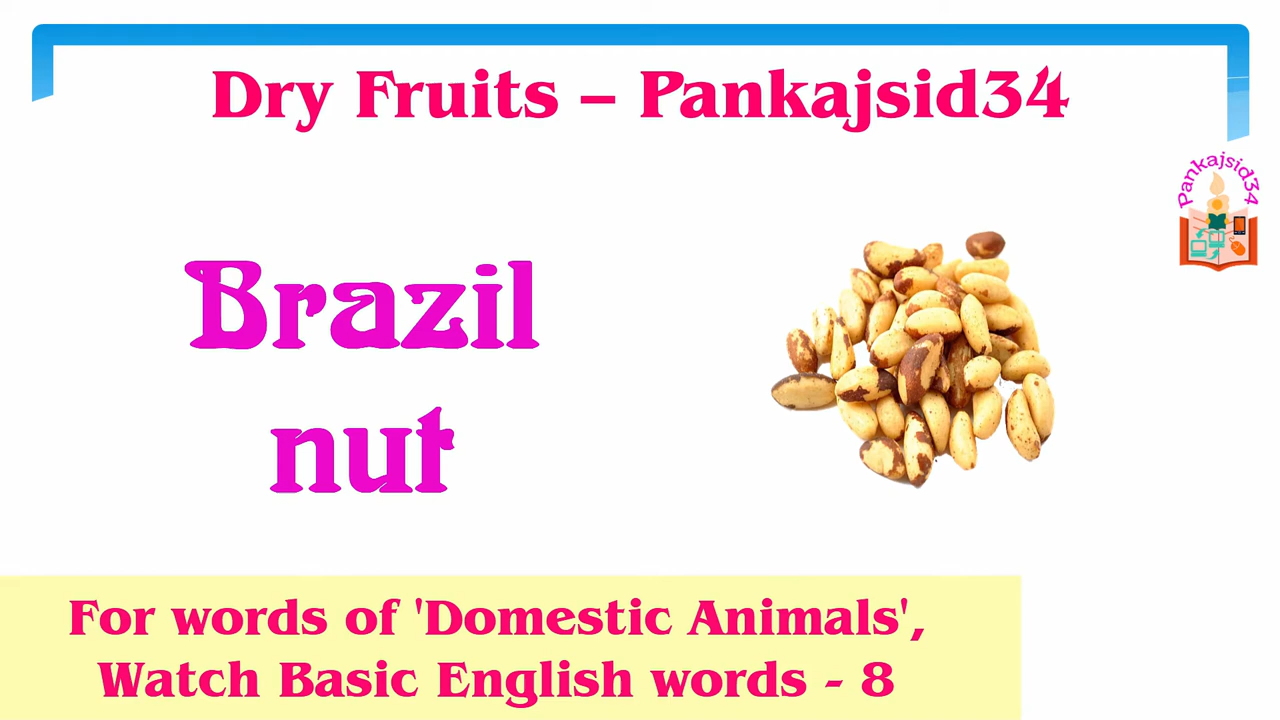 Dry Fruits – Pankajsid34
Pankajsid34
Brazil
nut
For words of 'Domestic Animals',
Watch Basic English words - 8